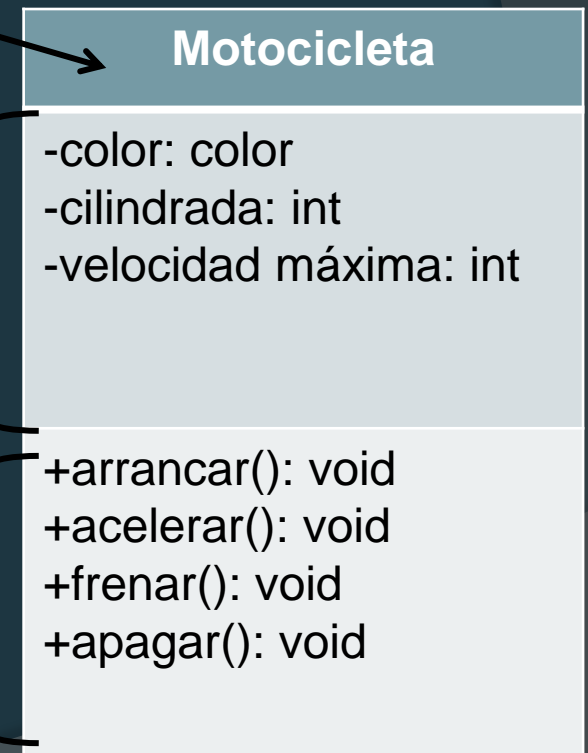 Motocicleta
-color: color
-cilindrada: int
-velocidad máxima: int
+arrancar(): void
+acelerar(): void
+frenar(): void
+apagar(): void